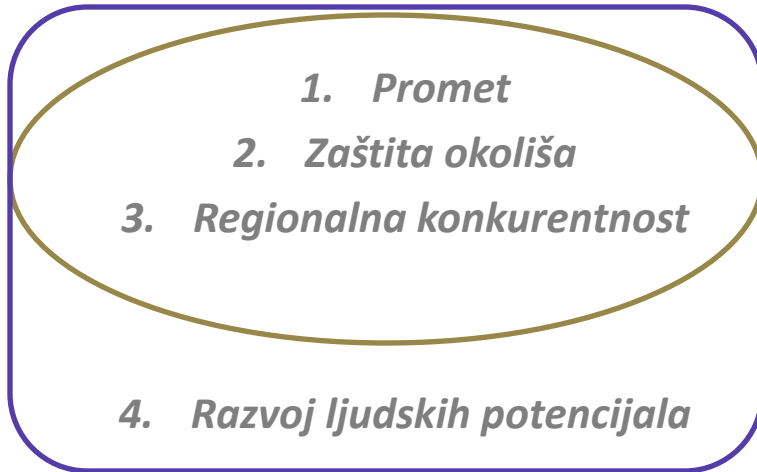 1. Promet
2. Zaštita okoliša
3. Regionalna konkurentnost
4. Razvoj ljudskih potencijala